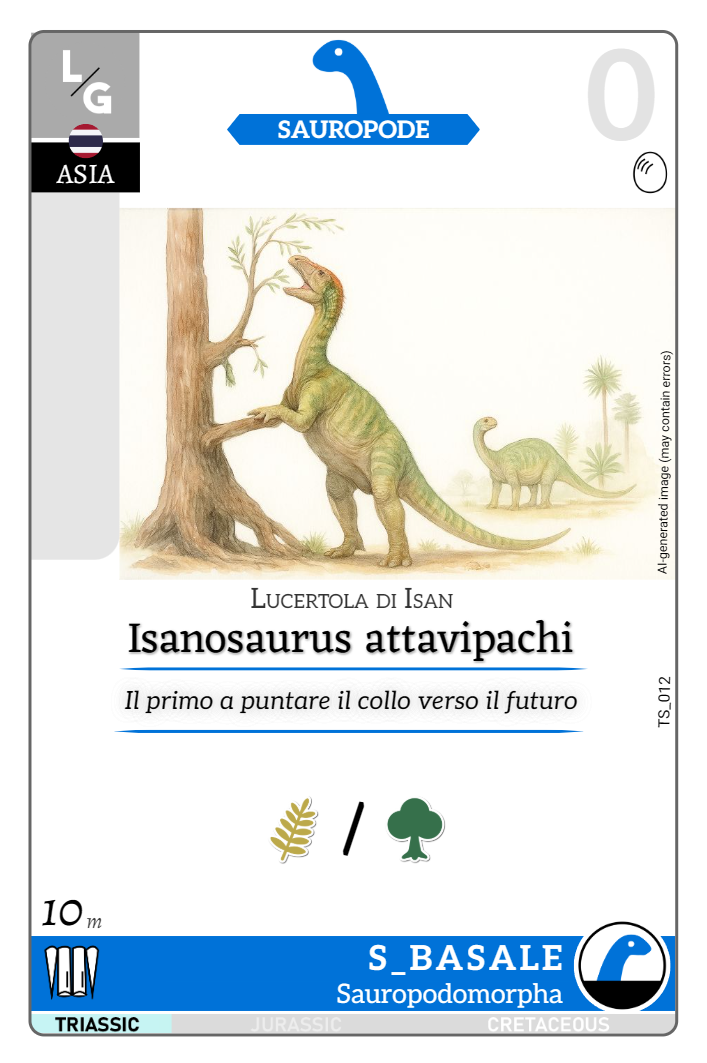 L/G
SAUROPODE
0
ASIA
AI-generated image (may contain errors)
Lucertola di Isan
Isanosaurus attavipachi
Il primo a puntare il collo verso il futuro
TS_012
/
10 m
S_BASALE
Sauropodomorpha
TRIASSIC JURASSIC CRETACEOUS